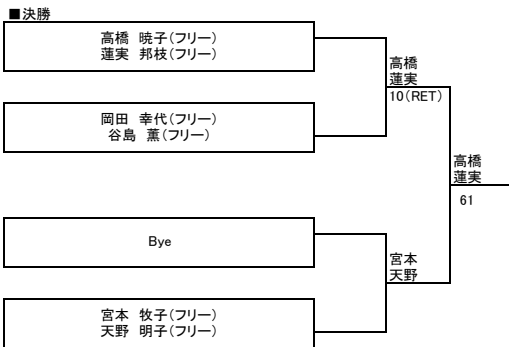 ■決勝
高橋 暁子(フリー)
蓮実 邦枝(フリー)
高橋
蓮実
10(RET)
岡田 幸代(フリー)
谷島 薫(フリー)
高橋
蓮実
61
Bye
宮本
天野
宮本 牧子(フリー)
天野 明子(フリー)